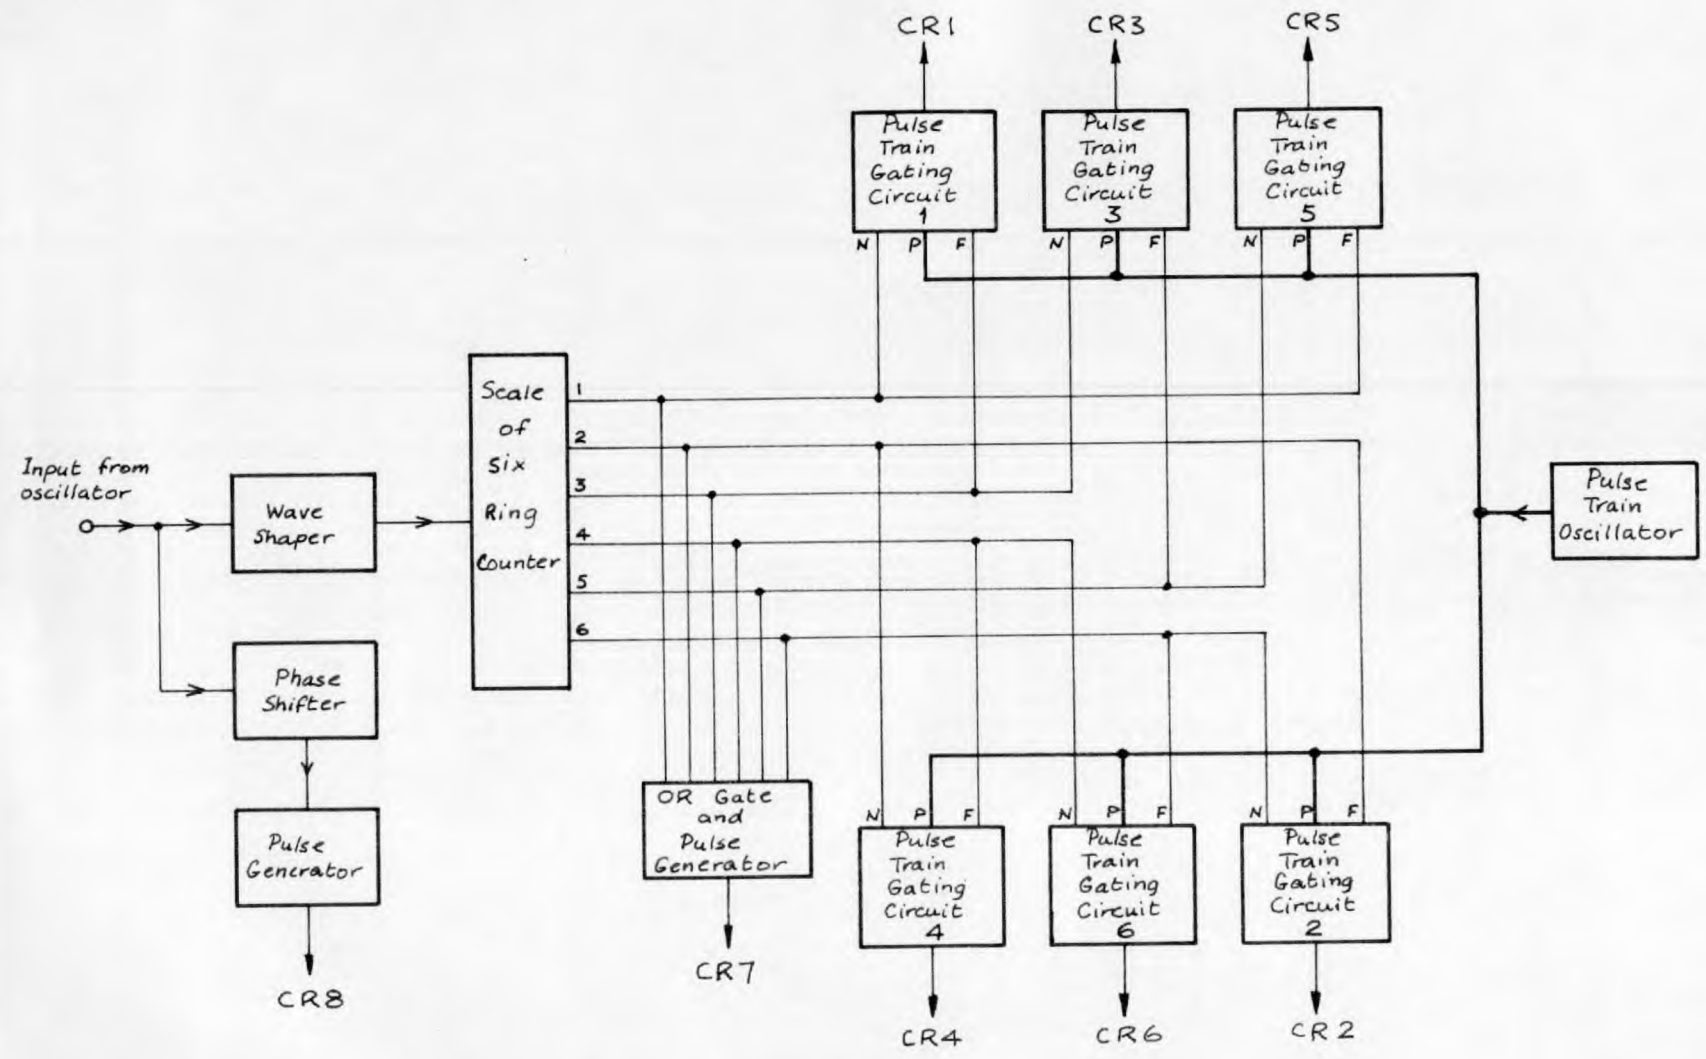 CR1
CR3
CR5
Pulse
Train
Gating
Circuit
1
Pulse
Train
Gating
Circuit
3
Pulse
Train
Gating
Circuit
5
N P F
N P F
N P F
Scale
of
six
Ring
Counter
1
2
3
4
5
6
Input from
oscillator
Wave
Shaper
Phase
Shifter
Pulse
Generator
CR8
OR Gate
and
Pulse
Generator
CR7
Pulse
Train
Oscillator
N P F
N P F
N P F
Pulse
Train
Gating
Circuit
4
Pulse
Train
Gating
Circuit
6
Pulse
Train
Gating
Circuit
2
CR4
CR6
CR2